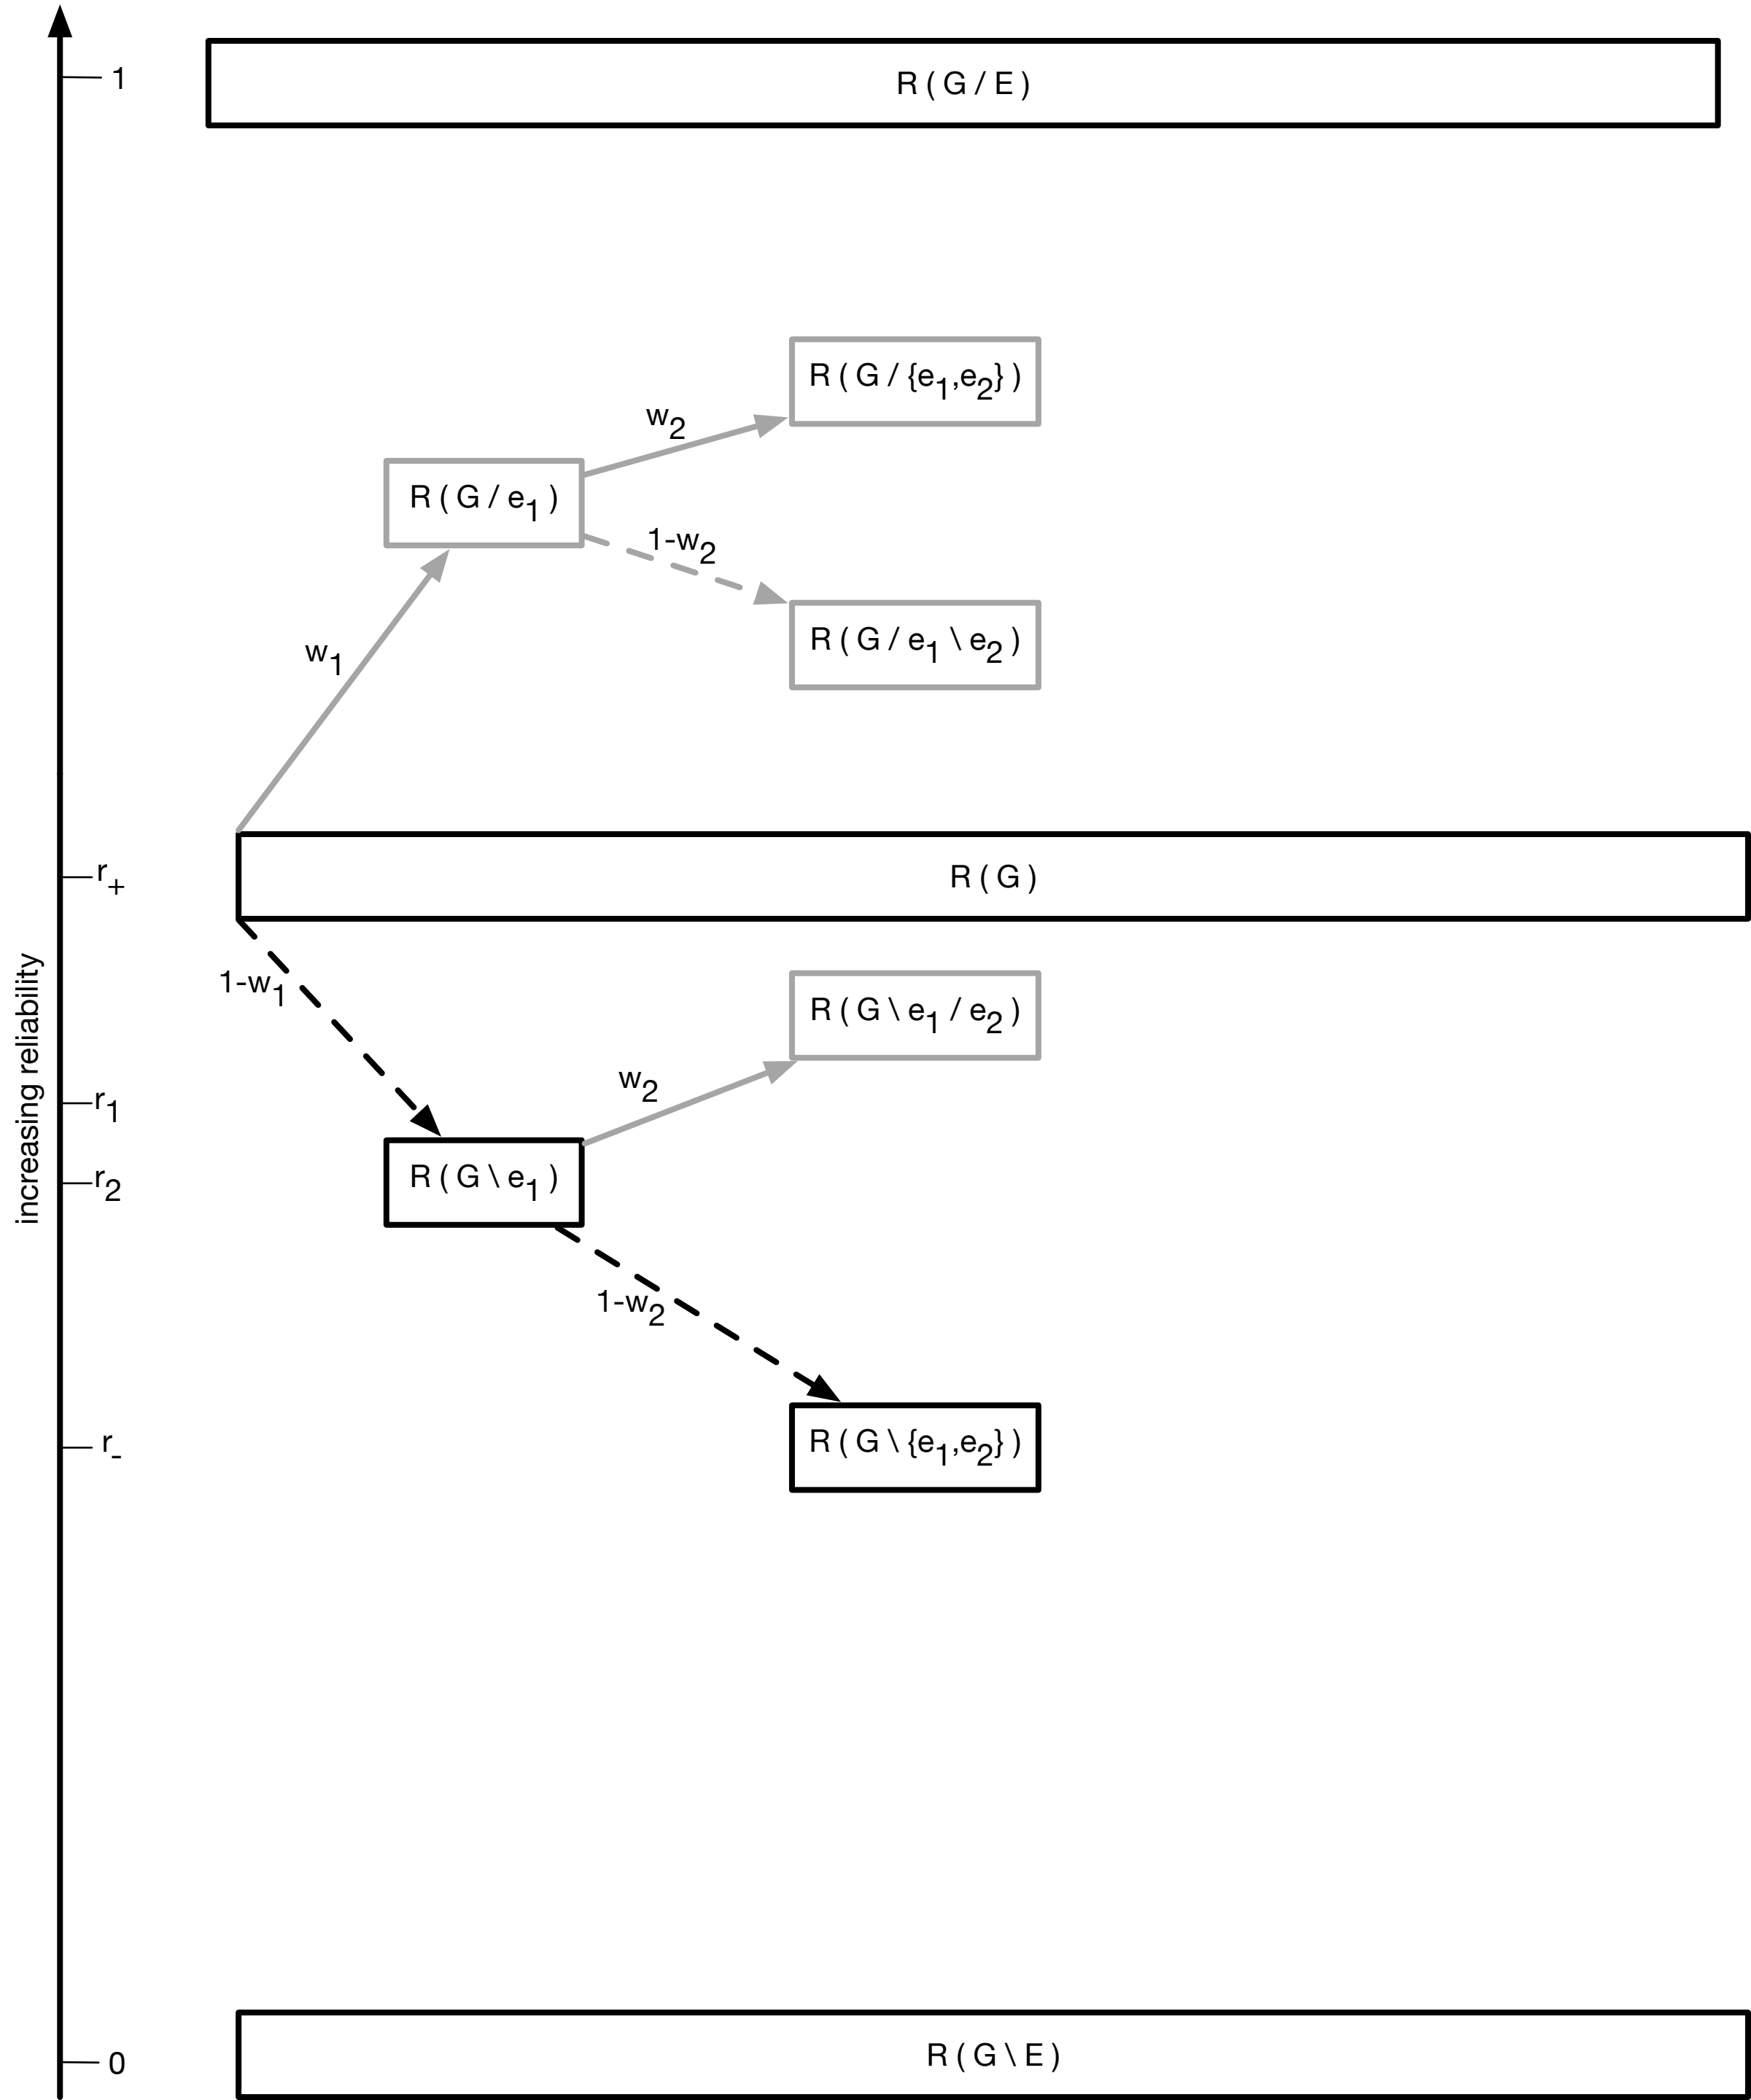 1
R ( G / E )
R ( G / {e₁,e₂} )
w₂
R ( G / e₁ )
1-w₂
R ( G / e₁ \ e₂ )
w₁
r₊
R ( G )
increasing reliability
1-w₁
R ( G \ e₁ / e₂ )
w₂
r₁
R ( G \ e₁ )
r₂
1-w₂
r₋
R ( G \ {e₁,e₂} )
0
R ( G \ E )